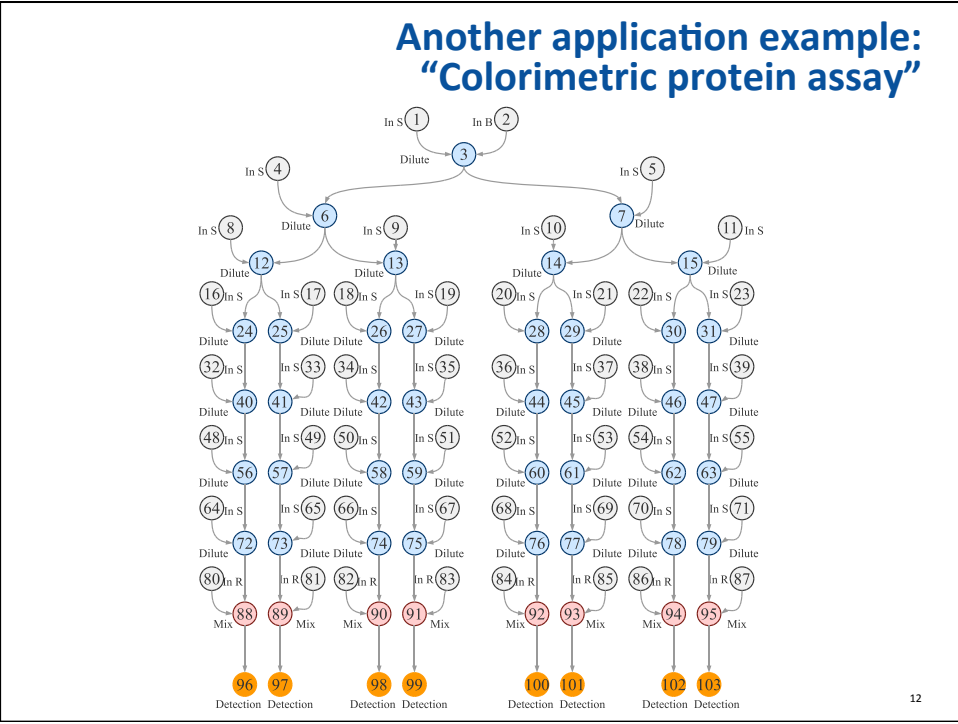 Another application example:
“Colorimetric protein assay”
In S 1 In B 2
Dilute 3
In S 4 In S 5
Dilute 6 7 Dilute
In S 8 In S 9 In S 10 11 In S
Dilute 12 Dilute 13 Dilute 14 15 Dilute
16 In S In S 17 18 In S In S 19 20 In S In S 21 22 In S In S 23
24 25 26 27 28 29 30 31
Dilute Dilute Dilute Dilute Dilute Dilute Dilute Dilute
32 In S In S 33 34 In S In S 35 36 In S In S 37 38 In S In S 39
40 41 42 43 44 45 46 47
Dilute Dilute Dilute Dilute Dilute Dilute Dilute Dilute
48 In S In S 49 50 In S In S 51 52 In S In S 53 54 In S In S 55
56 57 58 59 60 61 62 63
Dilute Dilute Dilute Dilute Dilute Dilute Dilute Dilute
64 In S In S 65 66 In S In S 67 68 In S In S 69 70 In S In S 71
72 73 74 75 76 77 78 79
Dilute Dilute Dilute Dilute Dilute Dilute Dilute Dilute
80 In R In R 81 82 In R In R 83 84 In R In R 85 86 In R In R 87
88 89 90 91 92 93 94 95
Mix Mix Mix Mix Mix Mix Mix Mix
96 97 98 99 100 101 102 103
Detection Detection Detection Detection Detection Detection Detection Detection
12